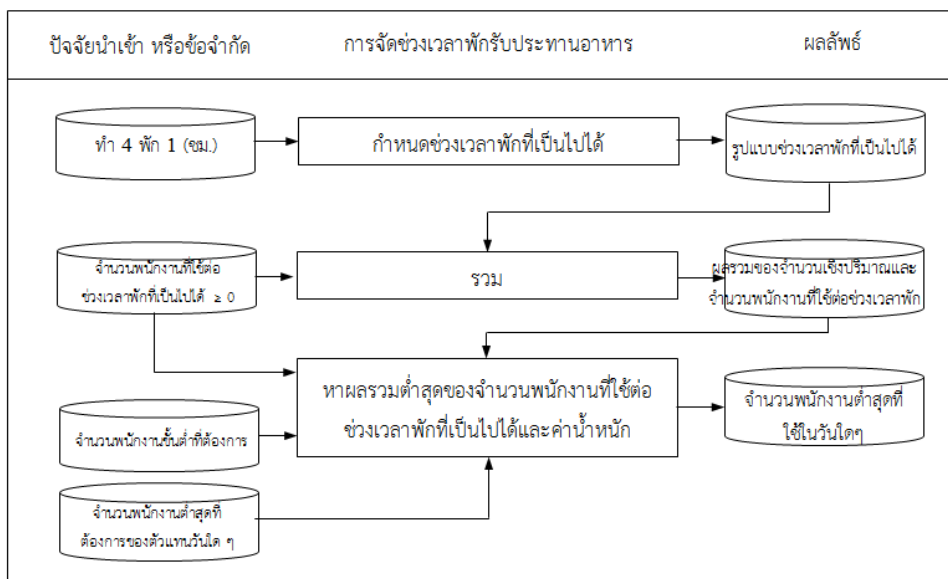 ปัจจัยนำเข้า หรือข้อจำกัด
การจัดช่วงเวลาพักรับประทานอาหาร
ผลลัพธ์
ทำ 4 พัก 1 (ชม.)
กำหนดช่วงเวลาพักที่เป็นไปได้
รูปแบบช่วงเวลาพักที่เป็นไปได้
จำนวนพนักงานที่ใช้ต่อ
ช่วงเวลาพักที่เป็นไปได้ ≥ 0
รวม
ผลรวมของจำนวนเชิงปริมาณและ
จำนวนพนักงานที่ใช้ต่อช่วงเวลาพัก
หาผลรวมต่ำสุดของจำนวนพนักงานที่ใช้ต่อ
ช่วงเวลาพักที่เป็นไปได้และค่าน้ำหนัก
จำนวนพนักงานต่ำสุดที่
ใช้ในวันใดๆ
จำนวนพนักงานขั้นต่ำที่ต้องการ
จำนวนพนักงานต่ำสุดที่
ต้องการของตัวแทนวันใด ๆ